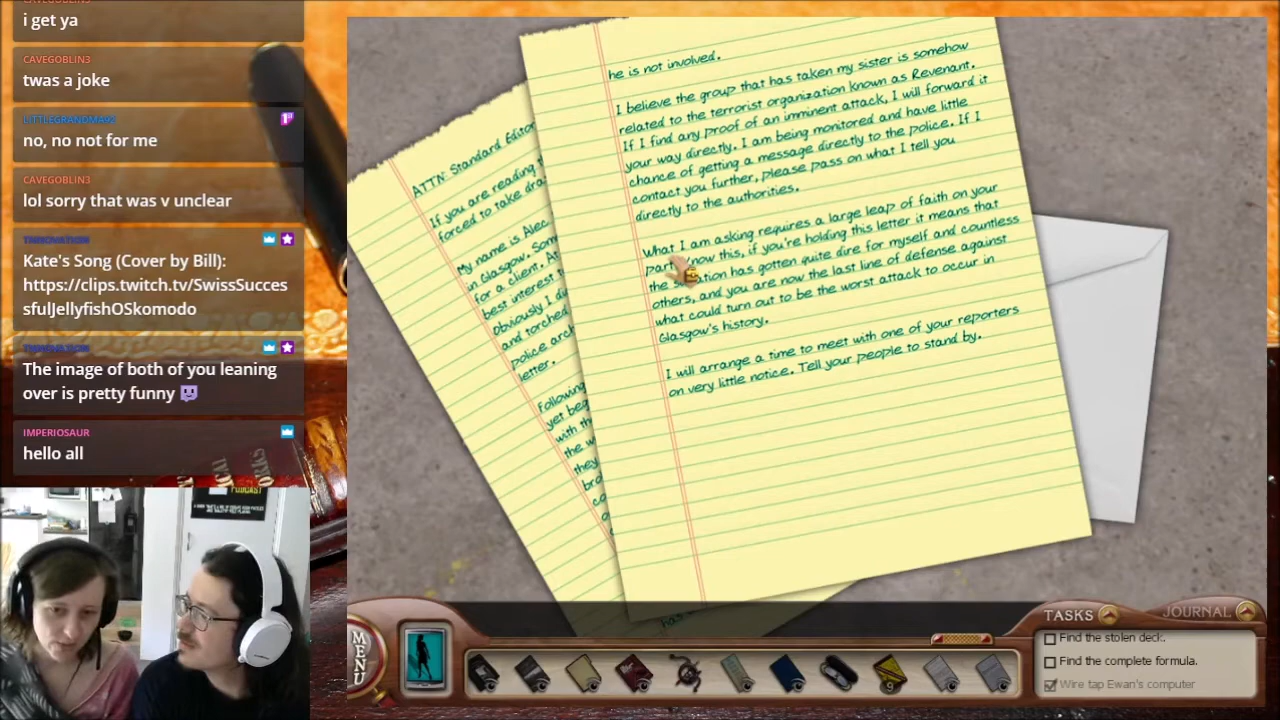 i get ya
CAVEGOBLIN3
twas a joke
no, no not for me
CAVEGOBLIN3
lol sorry that was v unclear
Kate's Song (Cover by Bill):
https://clips.twitch.tv/SwissSucces
sfulJellyfishOSkomodo
The image of both of you leaning
over is pretty funny
IMPERIOSAUR
hello all
PODCAST
ATTN: Standard Editor
If you are reading
forced to take
My name is Alec
in Glasgow.
for a client.
best interest
Obviously I
and torched
police
letter.
Following
yet
with
the
they
he is not involved.
I believe the group that has taken my sister is somehow
related to the terrorist organization known as Revenant.
If I find any proof of an imminent attack, I will forward it
your way directly. I am being monitored and have little
chance of getting a message directly to the police. If I
contact you further, please pass on what I tell you
directly to the authorities.
What I am asking requires a large leap of faith on your
know this, if you're holding this letter it means that
the has gotten quite dire for myself and countless
others, and you are now the last line of defense against
what could turn out to be the worst attack to occur in
Glasgow's history.
I will arrange a time to meet with one of your reporters
on very little notice. Tell your people to stand by.
MENU
9
TASKS
JOURNAL
Find the stolen deck.
Find the complete formula.
Wire tap Ewan's computer